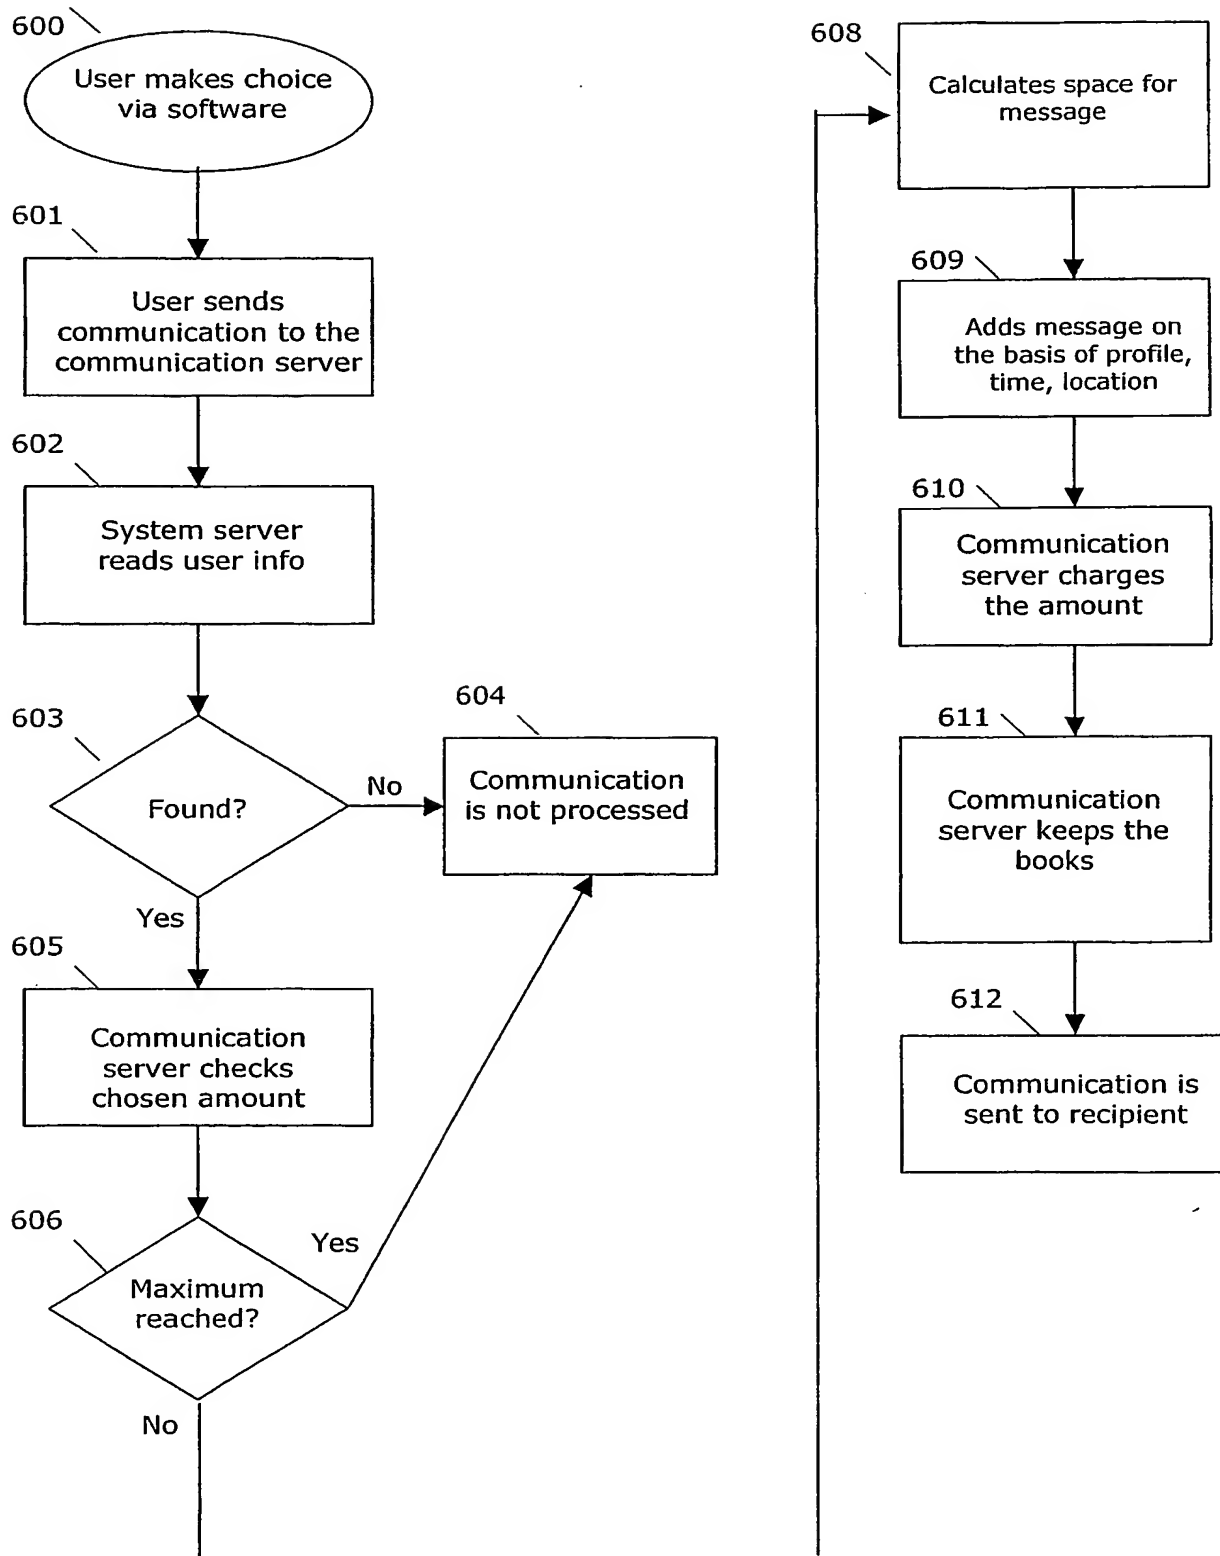 600
User makes choice
via software
601
User sends
communication to the
communication server
602
System server
reads user info
603
Found?
No
604
Communication
is not processed
Yes
605
Communication
server checks
chosen amount
606
Maximum
reached?
Yes
No
608
Calculates space for
message
609
Adds message on
the basis of profile,
time, location
610
Communication
server charges
the amount
611
Communication
server keeps the
books
612
Communication is
sent to recipient